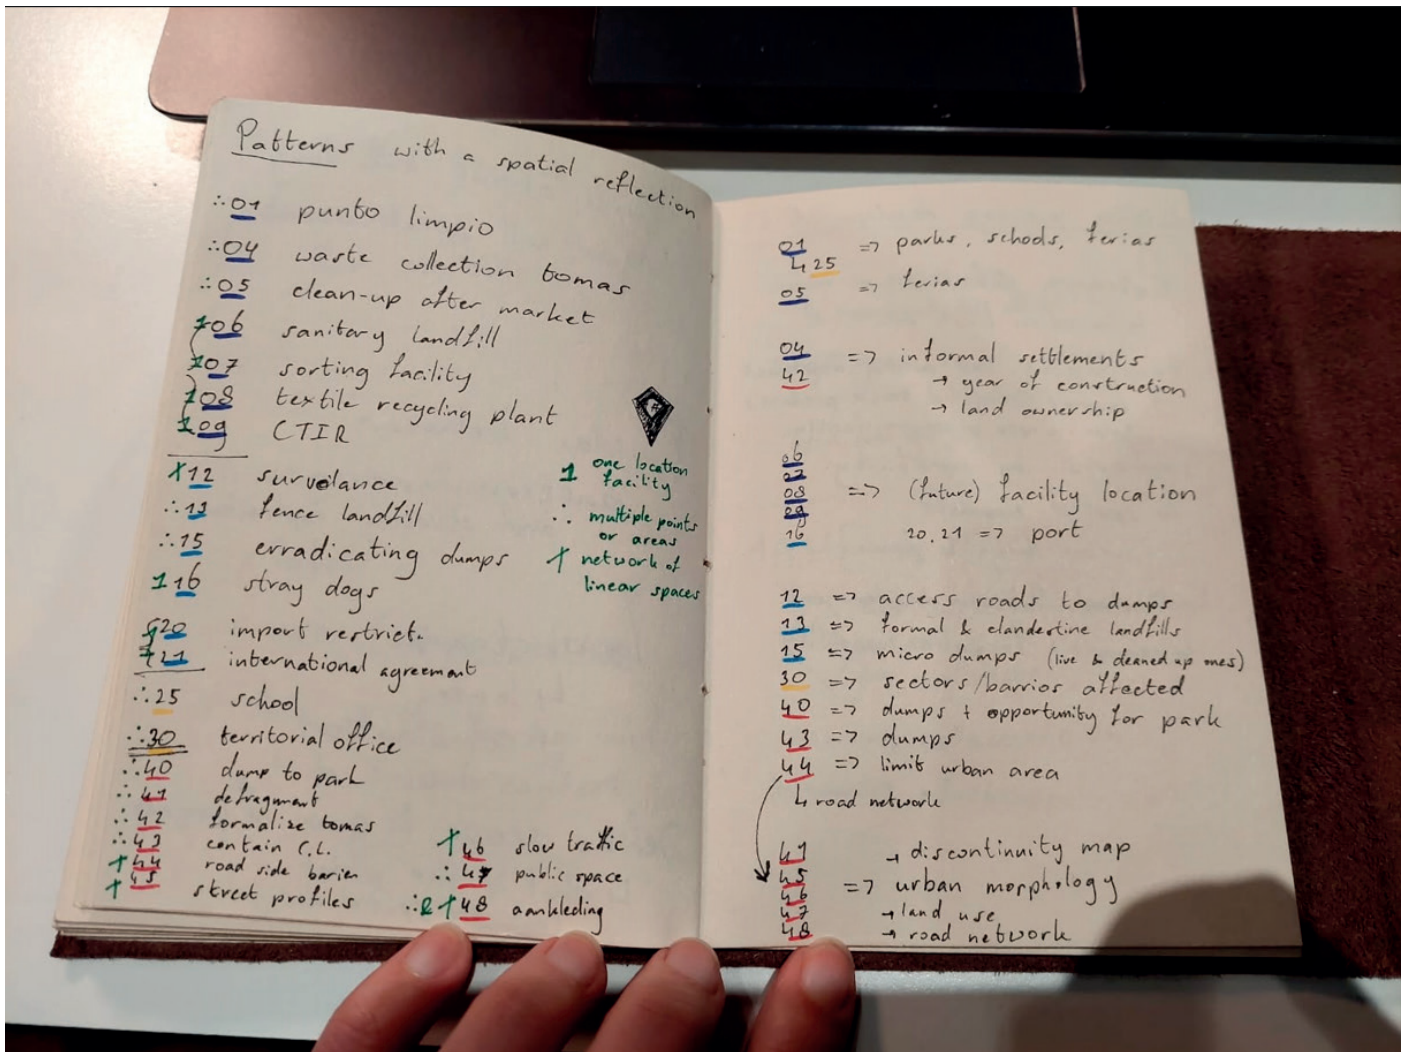 Patterns with a spatial reflection
∴01 punto limpio
∴04 waste collection tomas
∴05 clean-up after market
106 sanitary landfill
107 sorting facility
108 textile recycling plant
109 CTIR
†12 survolance
∴13 fence landfill
∴15 erradicating dumps
116 stray dogs
20 import restrict.
21 international agreement
∴25 school
∴30 territorial office
∴40 dump to park
∴41 defragment
∴42 formalize tomas
∴43 contain C.L.
†44 road side barier
†45 street profiles
†46 slow traffic
∴47 public space
∴& †48 aankleding
1 one location
facility
∴ multiple points
or areas
† network of
linear spaces
01 => parks, schools, ferias
↳ 25
05 => ferias
04 => informal settlements
42 → year of construction
→ land ownership
06
07
08 => (future) facility location
09
16 20, 21 => port
12 => access roads to dumps
13 => formal & clandestine landfills
15 => micro dumps (live & cleaned up ones)
30 => sectors/barrios affected
40 => dumps + opportunity for park
43 => dumps
44 => limit urban area
↳ road network
41 → discontinuity map
45 => urban morphology
46
47 → land use
48 → road network